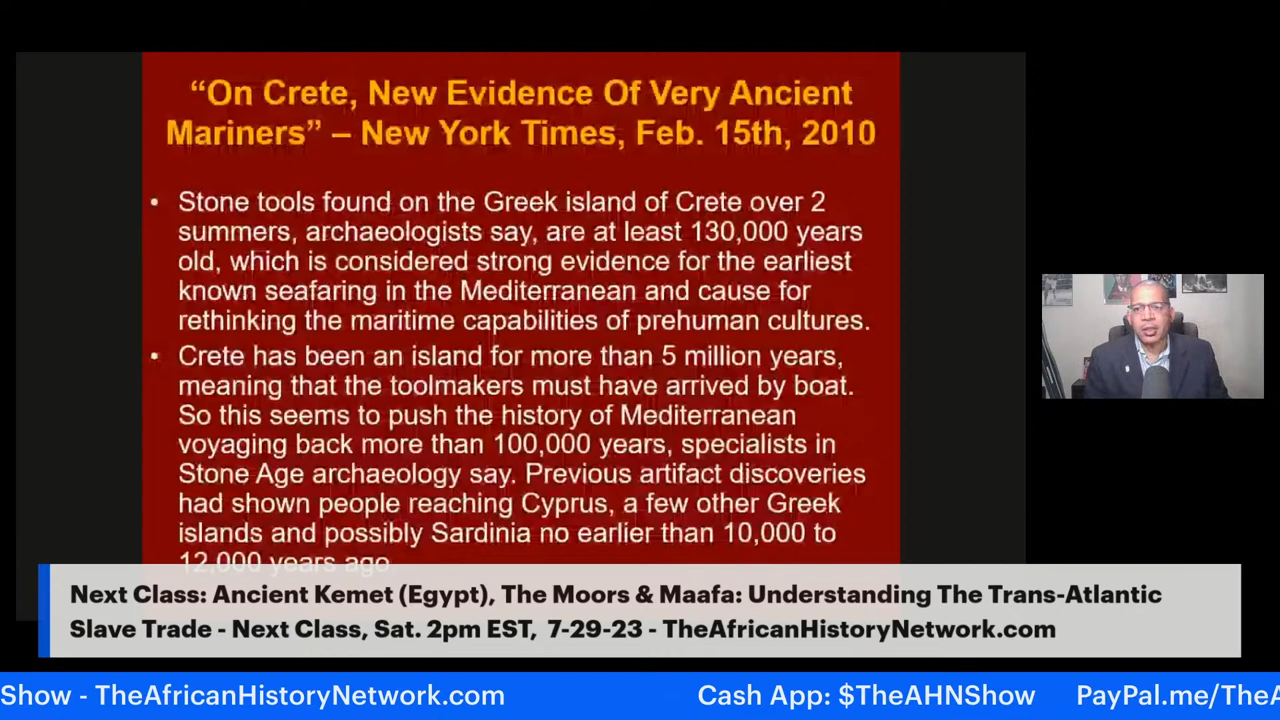 “On Crete, New Evidence Of Very Ancient
Mariners” – New York Times, Feb. 15th, 2010
• Stone tools found on the Greek island of Crete over 2
summers, archaeologists say, are at least 130,000 years
old, which is considered strong evidence for the earliest
known seafaring in the Mediterranean and cause for
rethinking the maritime capabilities of prehuman cultures.
• Crete has been an island for more than 5 million years,
meaning that the toolmakers must have arrived by boat.
So this seems to push the history of Mediterranean
voyaging back more than 100,000 years, specialists in
Stone Age archaeology say. Previous artifact discoveries
had shown people reaching Cyprus, a few other Greek
islands and possibly Sardinia no earlier than 10,000 to
12,000 years ago
Next Class: Ancient Kemet (Egypt), The Moors & Maafa: Understanding The Trans-Atlantic
Slave Trade - Next Class, Sat. 2pm EST, 7-29-23 - TheAfricanHistoryNetwork.com
Show - TheAfricanHistoryNetwork.com Cash App: $TheAHNShow PayPal.me/TheA